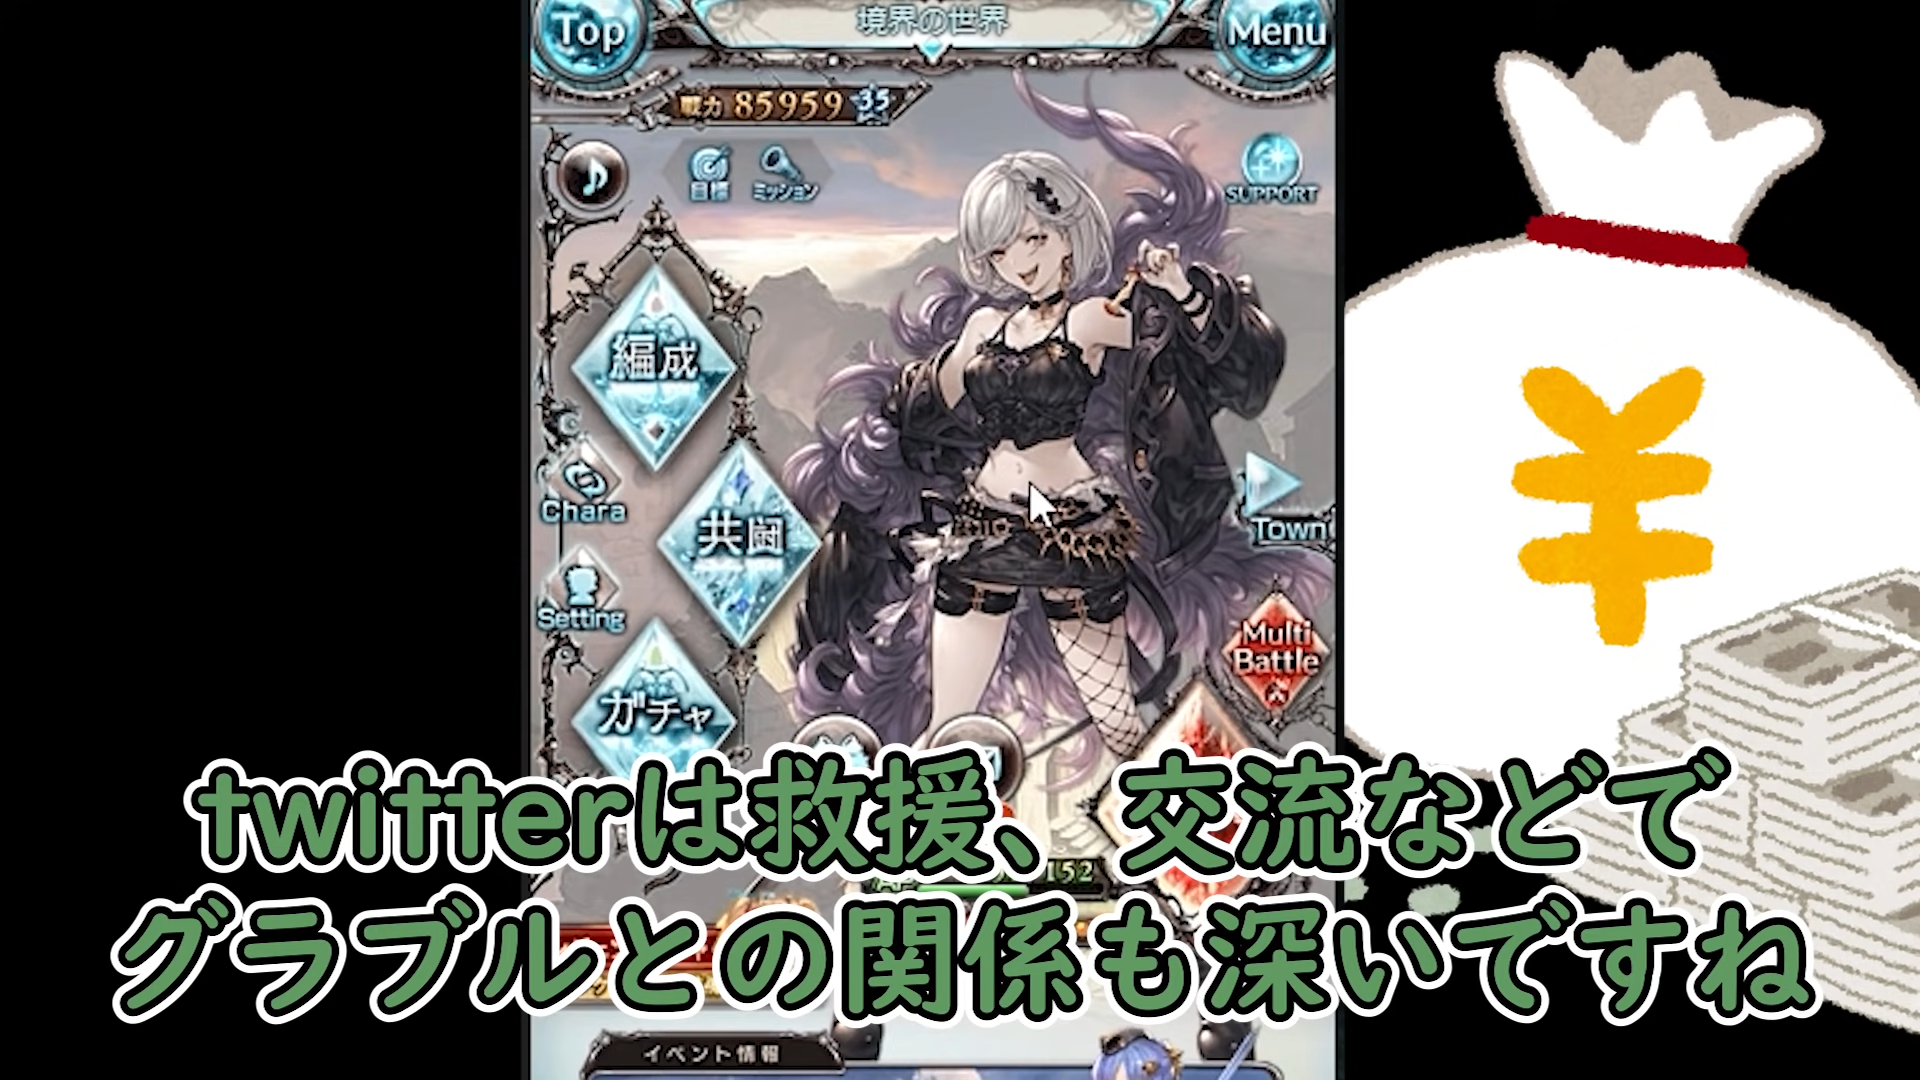 Top
境界の世界
Menu
戦力 85959
35
目標
ミッション
SUPPORT
編成
Chara
共闘
Town
Setting
Multi
Battle
ガチャ
¥
twitterは救援、交流などで
152
グラブルとの関係も深いですね
イベント情報